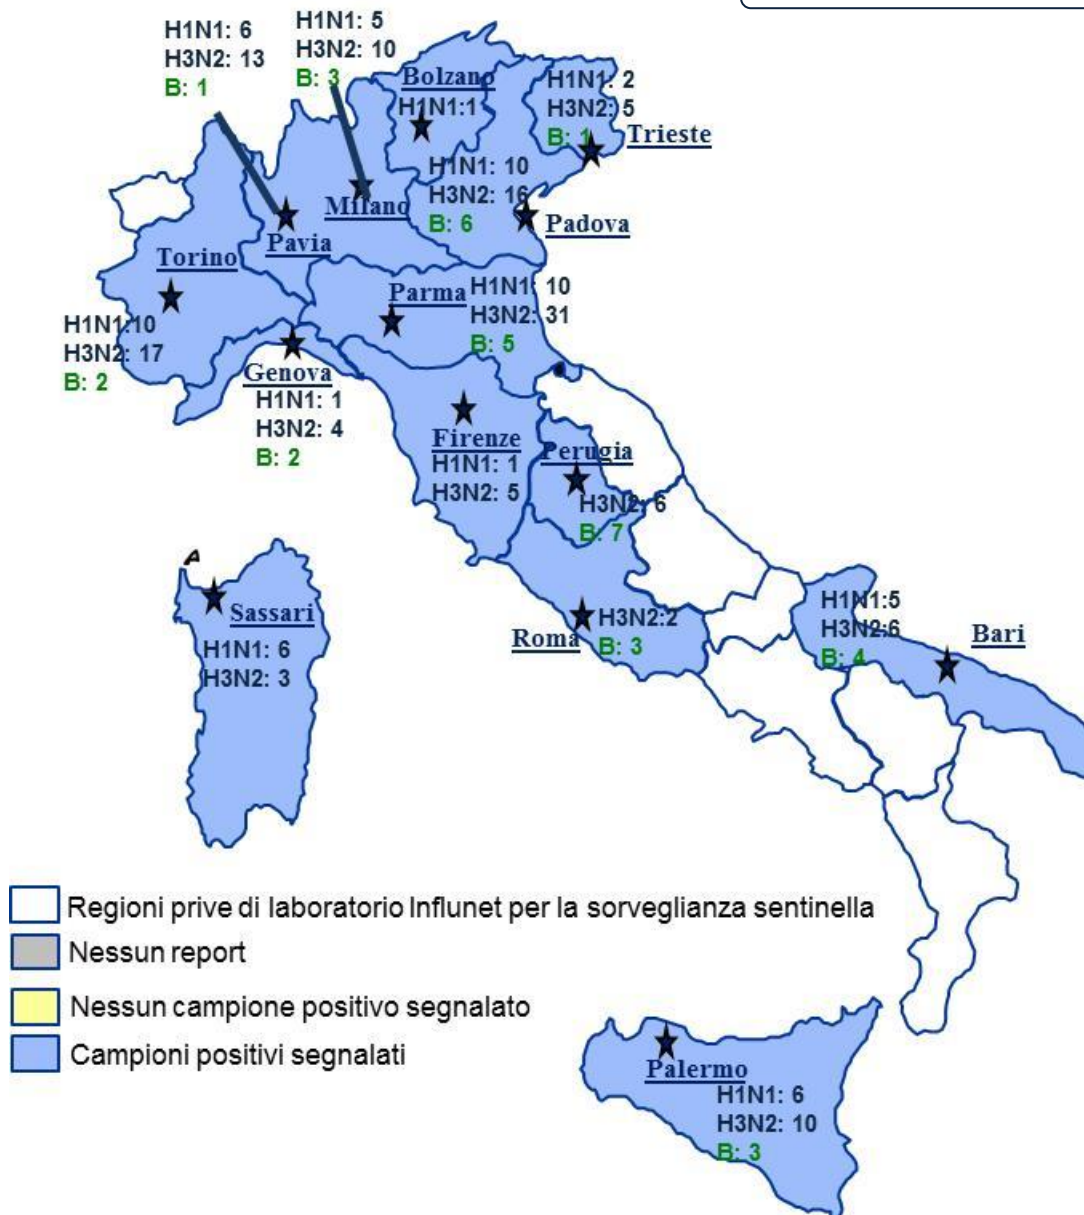 H1N1: 6
H3N2: 13
B: 1
H1N1: 5
H3N2: 10
B: 3
Bolzano
H1N1:1
H1N1: 2
H3N2: 5
B: 1
Trieste
H1N1: 10
H3N2: 16
B: 6
Padova
Milano
Pavia
Torino
H1N1:10
H3N2: 17
B: 2
Parma
H1N1: 10
H3N2: 31
B: 5
Genova
H1N1: 1
H3N2: 4
B: 2
Firenze
H1N1: 1
H3N2: 5
Perugia
H3N2: 6
B: 7
Sassari
H1N1: 6
H3N2: 3
Roma
H3N2:2
B: 3
H1N1:5
H3N2:6
B: 4
Bari
Regioni prive di laboratorio Influnet per la sorveglianza sentinella
Nessun report
Nessun campione positivo segnalato
Campioni positivi segnalati
Palermo
H1N1: 6
H3N2: 10
B: 3